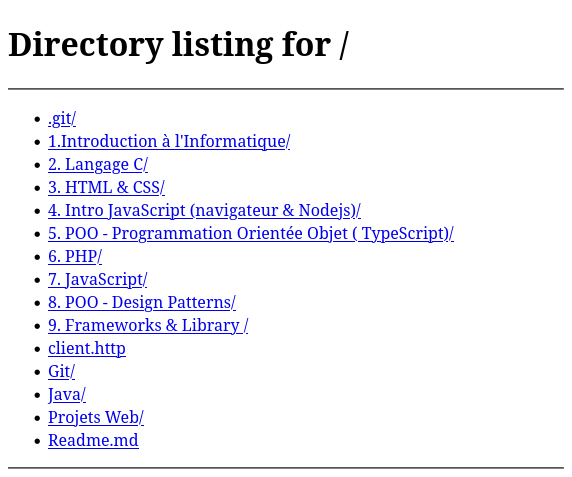 Directory listing for /
.git/
1.Introduction à l'Informatique/
2. Langage C/
3. HTML & CSS/
4. Intro JavaScript (navigateur & Nodejs)/
5. POO - Programmation Orientée Objet ( TypeScript)/
6. PHP/
7. JavaScript/
8. POO - Design Patterns/
9. Frameworks & Library /
client.http
Git/
Java/
Projets Web/
Readme.md